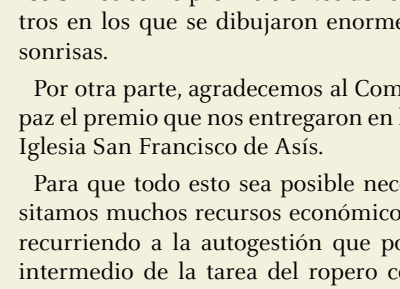 tros en los que se dibujaron enorme
sonrisas.
Por otra parte, agradecemos al Com
paz el premio que nos entregaron en
Iglesia San Francisco de Asís.
Para que todo esto sea posible nec
sitamos muchos recursos económico
recurriendo a la autogestión que po
intermedio de la tarea del ropero c